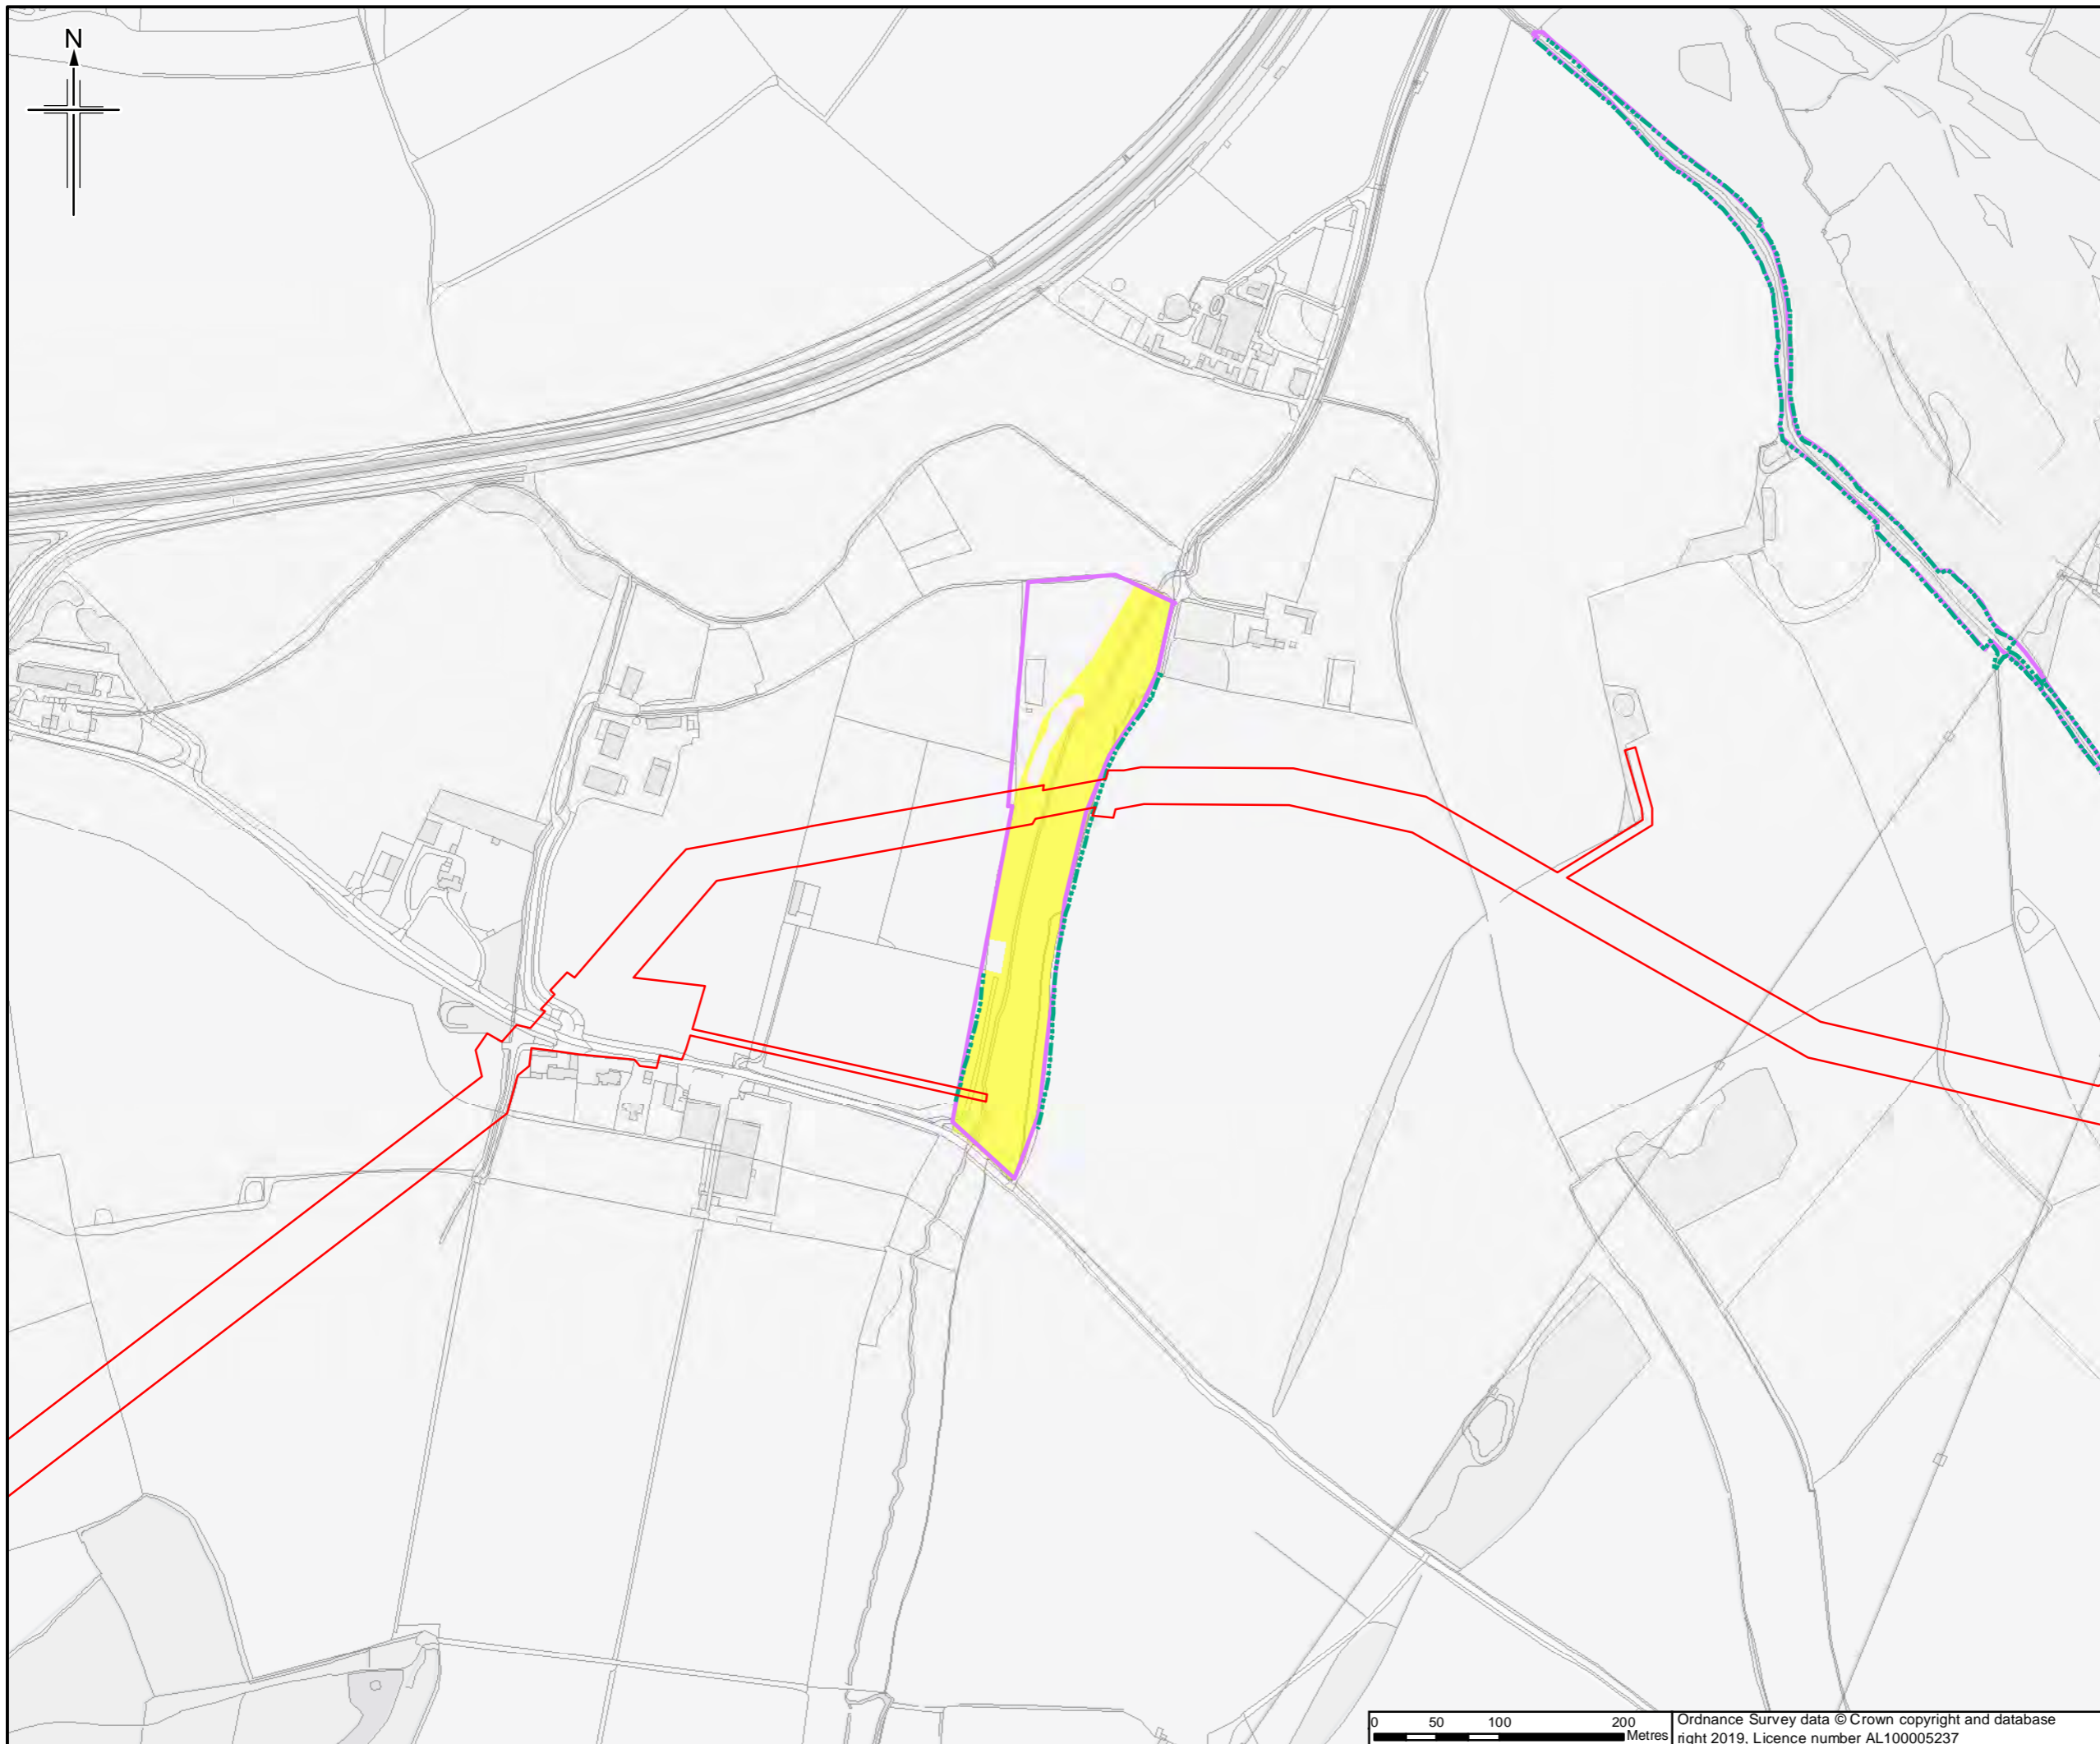 N
0 50 100 200
Metres
Ordnance Survey data © Crown copyright and database
right 2019. Licence number AL100005237